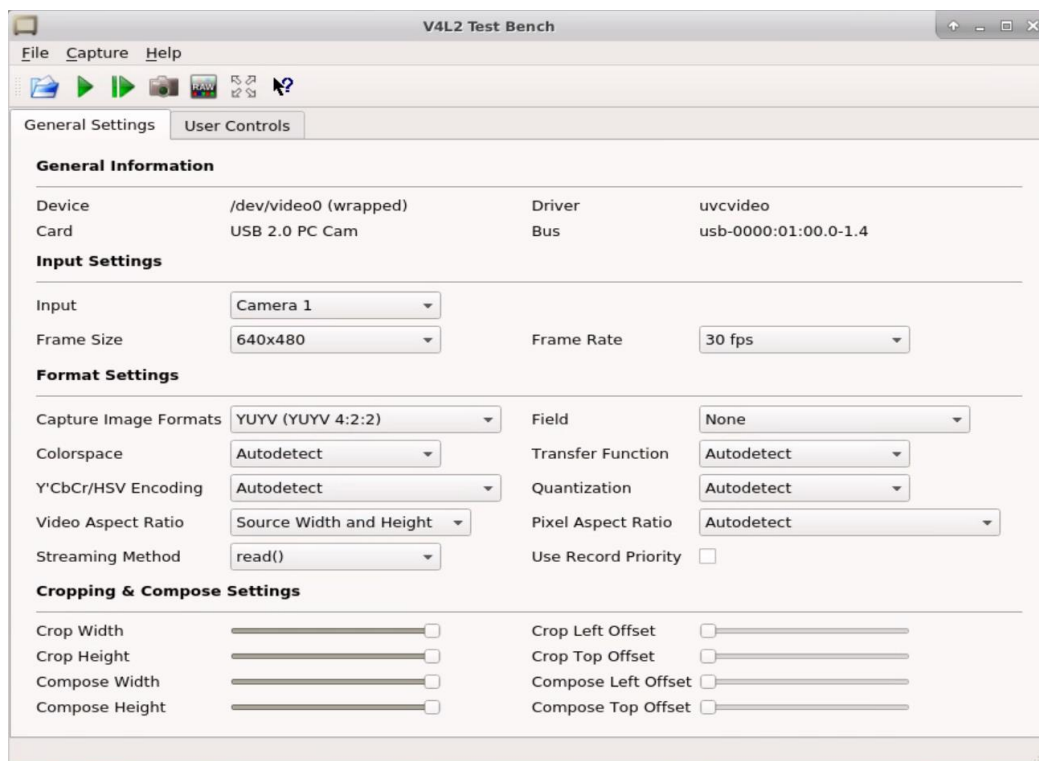 V4L2 Test Bench
File Capture Help
RAW
General Settings User Controls
General Information
Device /dev/video0 (wrapped) Driver uvcvideo
Card USB 2.0 PC Cam Bus usb-0000:01:00.0-1.4
Input Settings
Input Camera 1
Frame Size 640x480 Frame Rate 30 fps
Format Settings
Capture Image Formats YUYV (YUYV 4:2:2) Field None
Colorspace Autodetect Transfer Function Autodetect
Y'CbCr/HSV Encoding Autodetect Quantization Autodetect
Video Aspect Ratio Source Width and Height Pixel Aspect Ratio Autodetect
Streaming Method read() Use Record Priority
Cropping & Compose Settings
Crop Width Crop Left Offset
Crop Height Crop Top Offset
Compose Width Compose Left Offset
Compose Height Compose Top Offset